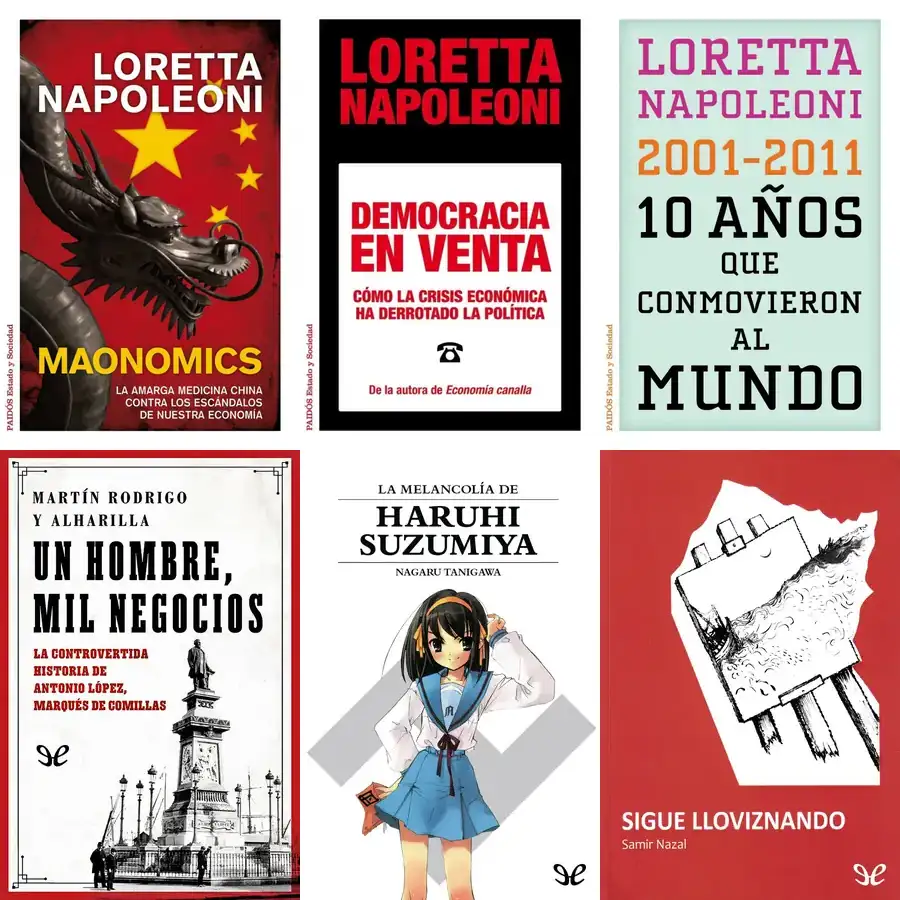 LORETTA
NAPOLEONI
MAONOMICS
LA AMARGA MEDICINA CHINA
CONTRA LOS ESCÁNDALOS
DE NUESTRA ECONOMÍA
PAIDÓS Estado y Sociedad
LORETTA
NAPOLEONI
DEMOCRACIA
EN VENTA
CÓMO LA CRISIS ECONÓMICA
HA DERROTADO LA POLÍTICA
De la autora de Economía canalla
PAIDÓS Estado y Sociedad
LORETTA
NAPOLEONI
2001-2011
10 AÑOS
QUE
CONMOVIERON
AL
MUNDO
PAIDÓS Estado y Sociedad
MARTÍN RODRIGO
Y ALHARILLA
UN HOMBRE,
MIL NEGOCIOS
LA CONTROVERTIDA
HISTORIA DE
ANTONIO LÓPEZ,
MARQUÉS DE COMILLAS
LA MELANCOLÍA DE
HARUHI
SUZUMIYA
NAGARU TANIGAWA
SIGUE LLOVIZNANDO
Samir Nazal